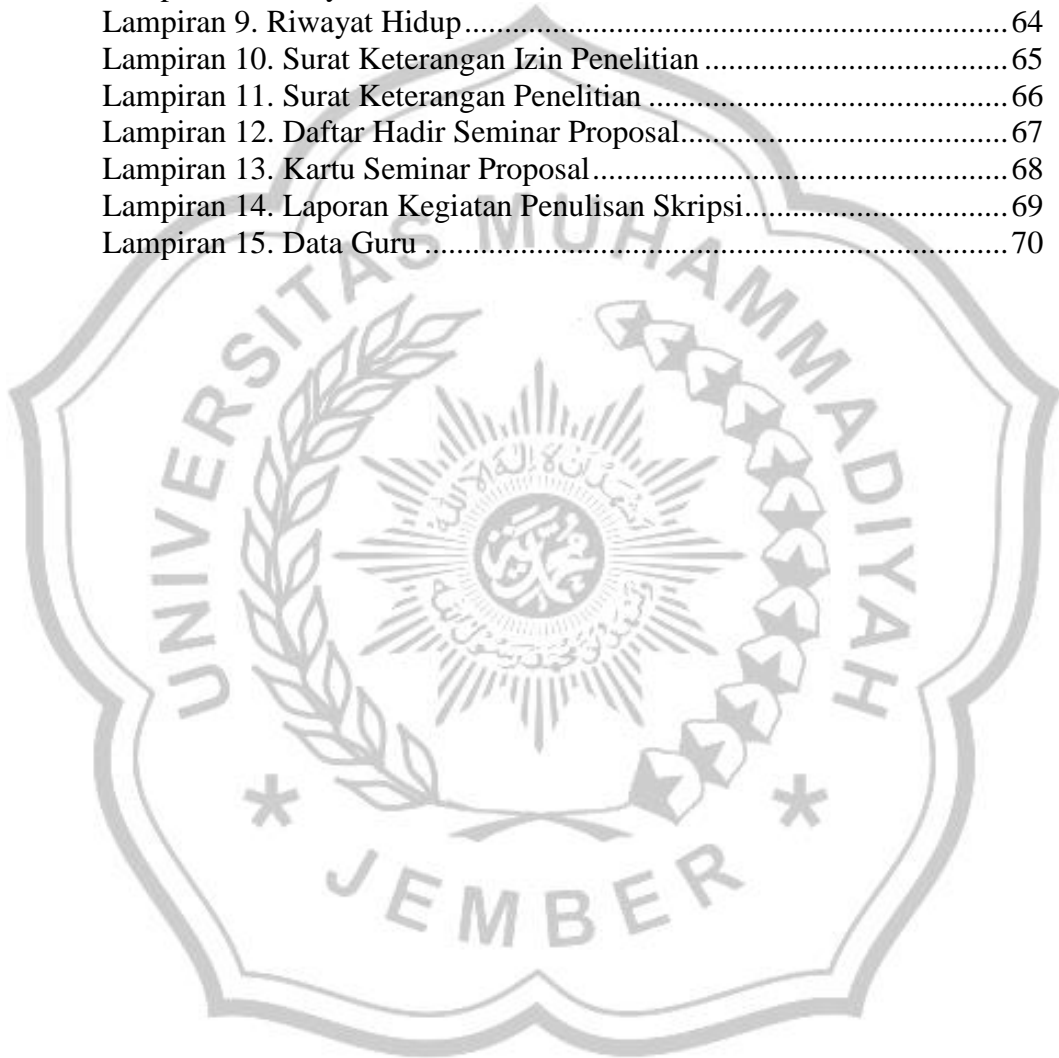 Lampiran 9. Riwayat Hidup ........................................................................ 64
Lampiran 10. Surat Keterangan Izin Penelitian ........................................ 65
Lampiran 11. Surat Keterangan Penelitian ............................................... 66
Lampiran 12. Daftar Hadir Seminar Proposal........................................... 67
Lampiran 13. Kartu Seminar Proposal ...................................................... 68
Lampiran 14. Laporan Kegiatan Penulisan Skripsi................................... 69
Lampiran 15. Data Guru ............................................................................ 70
UNIVERSITAS MUHAMMADIYAH
* JEMBER *